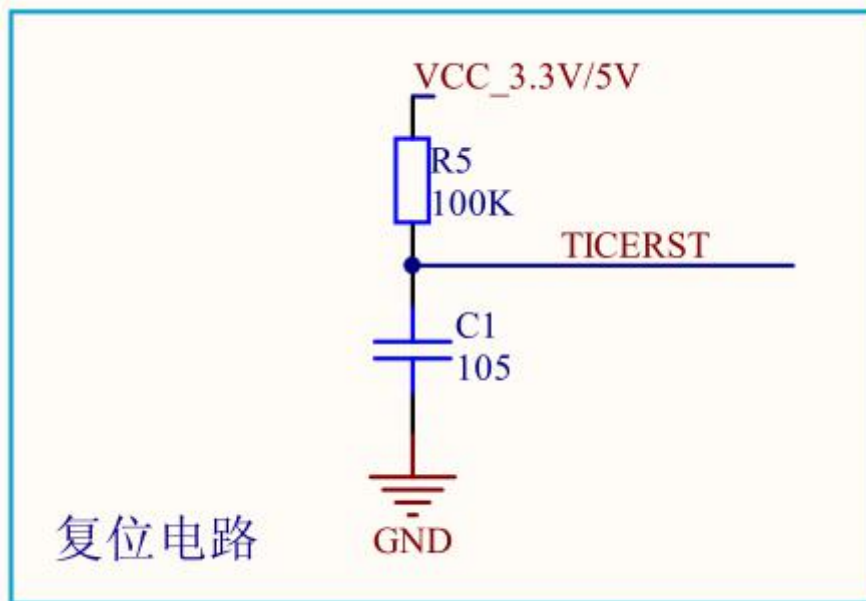 VCC_3.3V/5V
R5
100K
TICERST
C1
105
GND
复位电路